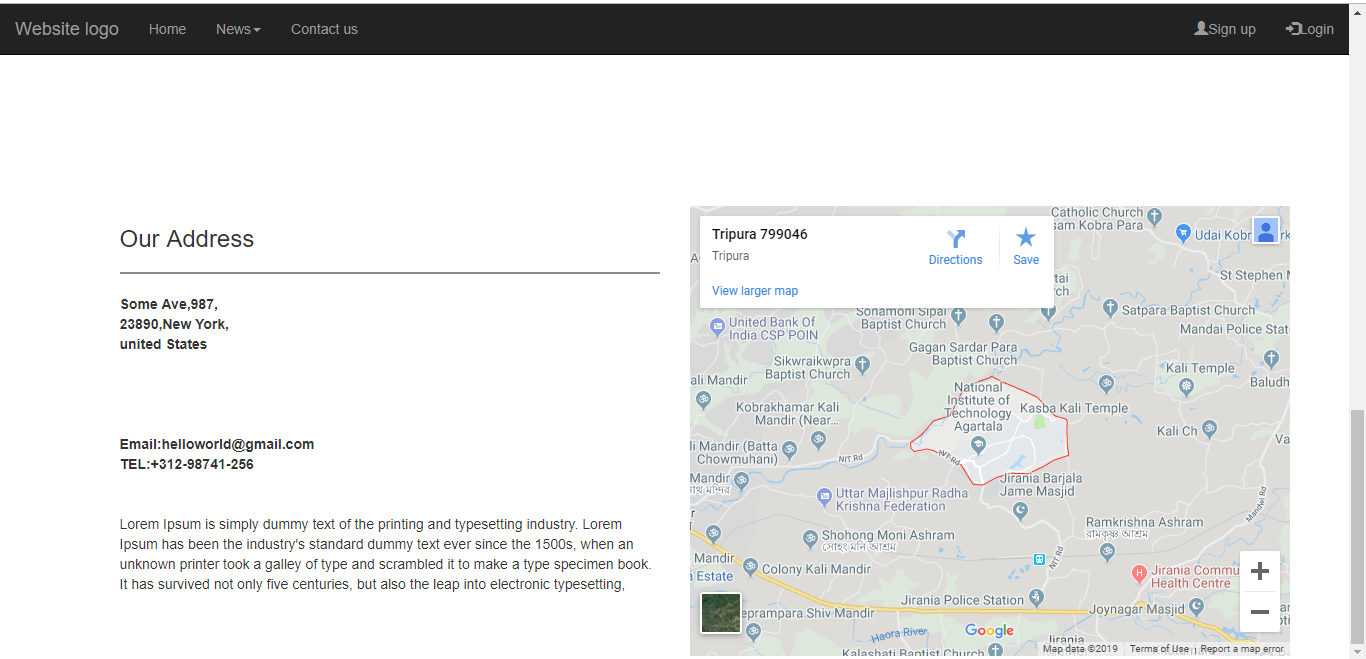 Website logo
Home
News
Contact us
Sign up
Login
Our Address
Some Ave,987,
23890,New York,
united States
Email:helloworld@gmail.com
TEL:+312-98741-256
Lorem Ipsum is simply dummy text of the printing and typesetting industry. Lorem
Ipsum has been the industry's standard dummy text ever since the 1500s, when an
unknown printer took a galley of type and scrambled it to make a type specimen book.
It has survived not only five centuries, but also the leap into electronic typesetting,
Tripura 799046
Tripura
Directions
Save
View larger map
Catholic Church
sam Kobra Para
Udai Kobr
St Stephen
Satpara Baptist Church
Mandai Police Stat
United Bank Of
India CSP POIN
Sonamoni Sipai
Baptist Church
Gagan Sardar Para
Baptist Church
Sikwraikwpra
Baptist Church
Kali Temple
Baludh
ali Mandir
Kobrakhamar Kali
Mandir (Near...
National
Institute of
Technology
Agartala
Kasba Kali Temple
Kali Ch
Va
li Mandir (Batta
Chowmuhani)
NIT Rd
NIT Rd
Mandir
নাথ মন্দির
Jirania Barjala
Jame Masjid
Uttar Majlishpur Radha
Krishna Federation
Mandwi Rd
Ramkrishna Ashram
রামকৃষ্ণ আশ্রম
Shohong Moni Ashram
সোহং মনি আশ্রম
NIT Rd
Mandir
Estate
Colony Kali Mandir
Jirania Commu
Health Centre
Jirania Police Station
Joynagar Masjid
eprampara Shiv Mandir
Haora River
Google
Jirania
Kalashati Baptist Church
Map data ©2019
Terms of Use
Report a map error